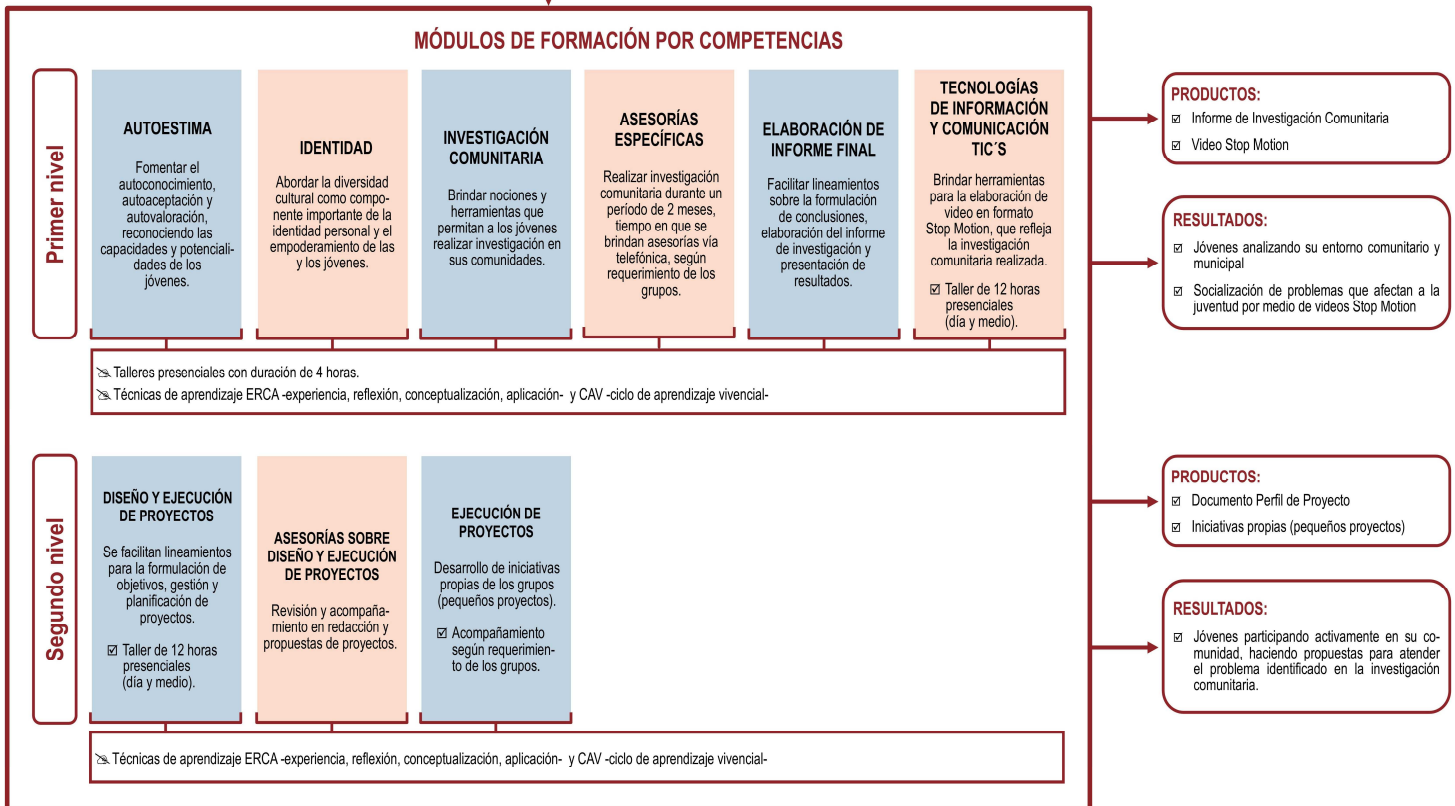 MÓDULOS DE FORMACIÓN POR COMPETENCIAS
Primer nivel
AUTOESTIMA
Fomentar el
autoconocimiento,
autoaceptación y
autovaloración,
reconociendo las
capacidades y potenciali-
dades de los
jóvenes.
IDENTIDAD
Abordar la diversidad
cultural como compo-
nente importante de la
identidad personal y el
empoderamiento de las
y los jóvenes.
INVESTIGACIÓN
COMUNITARIA
Brindar nociones y
herramientas que
permitan a los jóvenes
realizar investigación en
sus comunidades.
ASESORÍAS
ESPECÍFICAS
Realizar investigación
comunitaria durante un
período de 2 meses,
tiempo en que se
brindan asesorías vía
telefónica, según
requerimiento de los
grupos.
ELABORACIÓN DE
INFORME FINAL
Facilitar lineamientos
sobre la formulación
de conclusiones,
elaboración del informe
de investigación y
presentación de
resultados.
TECNOLOGÍAS
DE INFORMACIÓN
Y COMUNICACIÓN
TIC´S
Brindar herramientas
para la elaboración de
video en formato
Stop Motion, que refleja
la investigación
comunitaria realizada.
☑ Taller de 12 horas
presenciales
(día y medio).
Talleres presenciales con duración de 4 horas.
Técnicas de aprendizaje ERCA -experiencia, reflexión, conceptualización, aplicación- y CAV -ciclo de aprendizaje vivencial-
PRODUCTOS:
☑ Informe de Investigación Comunitaria
☑ Video Stop Motion
RESULTADOS:
☑ Jóvenes analizando su entorno comunitario y
municipal
☑ Socialización de problemas que afectan a la
juventud por medio de videos Stop Motion
Segundo nivel
DISEÑO Y EJECUCIÓN
DE PROYECTOS
Se facilitan lineamientos
para la formulación de
objetivos, gestión y
planificación de
proyectos.
☑ Taller de 12 horas
presenciales
(día y medio).
ASESORÍAS SOBRE
DISEÑO Y EJECUCIÓN
DE PROYECTOS
Revisión y acompaña-
miento en redacción y
propuestas de proyectos.
EJECUCIÓN DE
PROYECTOS
Desarrollo de iniciativas
propias de los grupos
(pequeños proyectos).
☑ Acompañamiento
según requerimien-
to de los grupos.
Técnicas de aprendizaje ERCA -experiencia, reflexión, conceptualización, aplicación- y CAV -ciclo de aprendizaje vivencial-
PRODUCTOS:
☑ Documento Perfil de Proyecto
☑ Iniciativas propias (pequeños proyectos)
RESULTADOS:
☑ Jóvenes participando activamente en su co-
munidad, haciendo propuestas para atender
el problema identificado en la investigación
comunitaria.